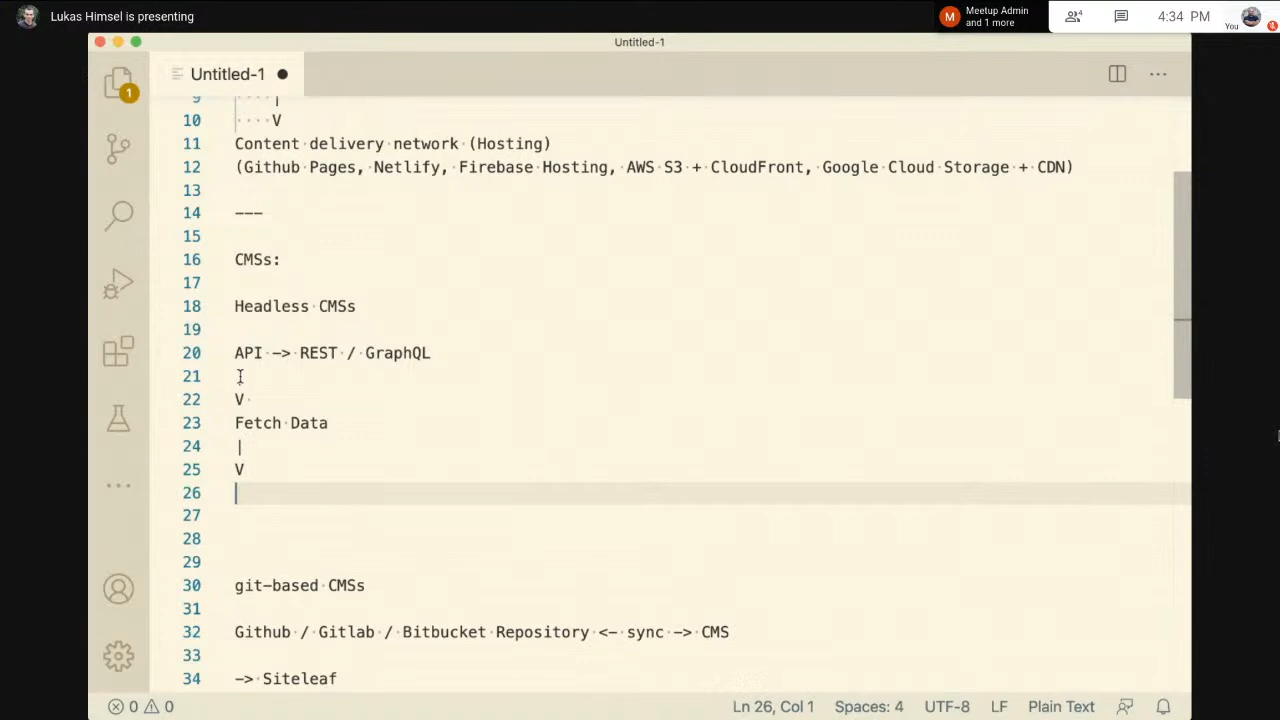 Lukas Himsel is presenting
M Meetup Admin
and 1 more
4
4:34 PM
You
Untitled-1
1
Untitled-1
9 ····|
10 ····V
11 Content·delivery·network·(Hosting)
12 (Github·Pages,·Netlify,·Firebase·Hosting,·AWS·S3·+·CloudFront,·Google·Cloud·Storage·+·CDN)
13
14 ---
15
16 CMSs:
17
18 Headless·CMSs
19
20 API·->·REST·/·GraphQL
21
22 V·
23 Fetch·Data
24 |
25 V
26
27
28
29
30 git-based·CMSs
31
32 Github·/·Gitlab·/·Bitbucket·Repository·<-·sync·->·CMS
33
34 ->·Siteleaf
0 0
Ln 26, Col 1 Spaces: 4 UTF-8 LF Plain Text